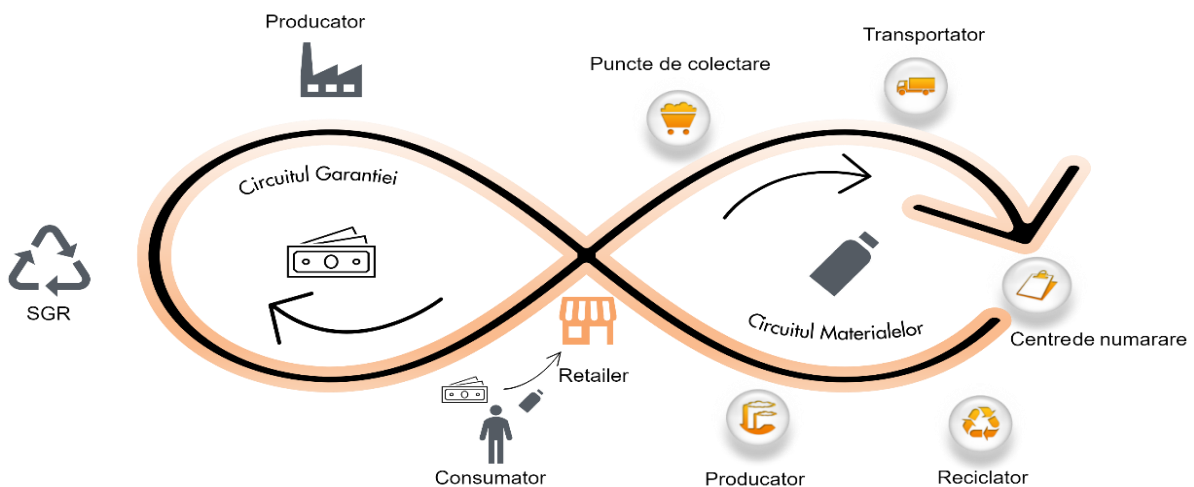 Producator
Transportator
Puncte de colectare
Circuitul Garantiei
SGR
Circuitul Materialelor
Centrede numarare
Retailer
Consumator
Producator
Reciclator